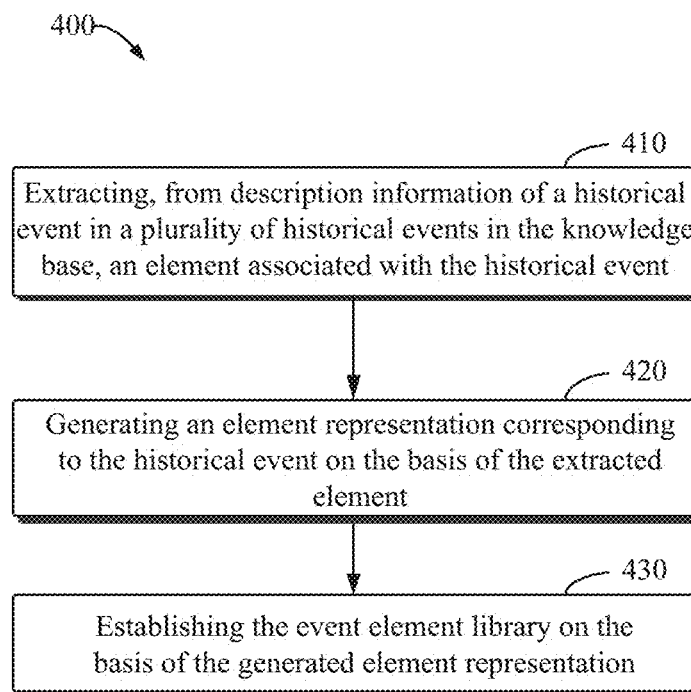 400
410
Extracting, from description information of a historical
event in a plurality of historical events in the knowledge
base, an element associated with the historical event
420
Generating an element representation corresponding
to the historical event on the basis of the extracted
element
430
Establishing the event element library on the
basis of the generated element representation